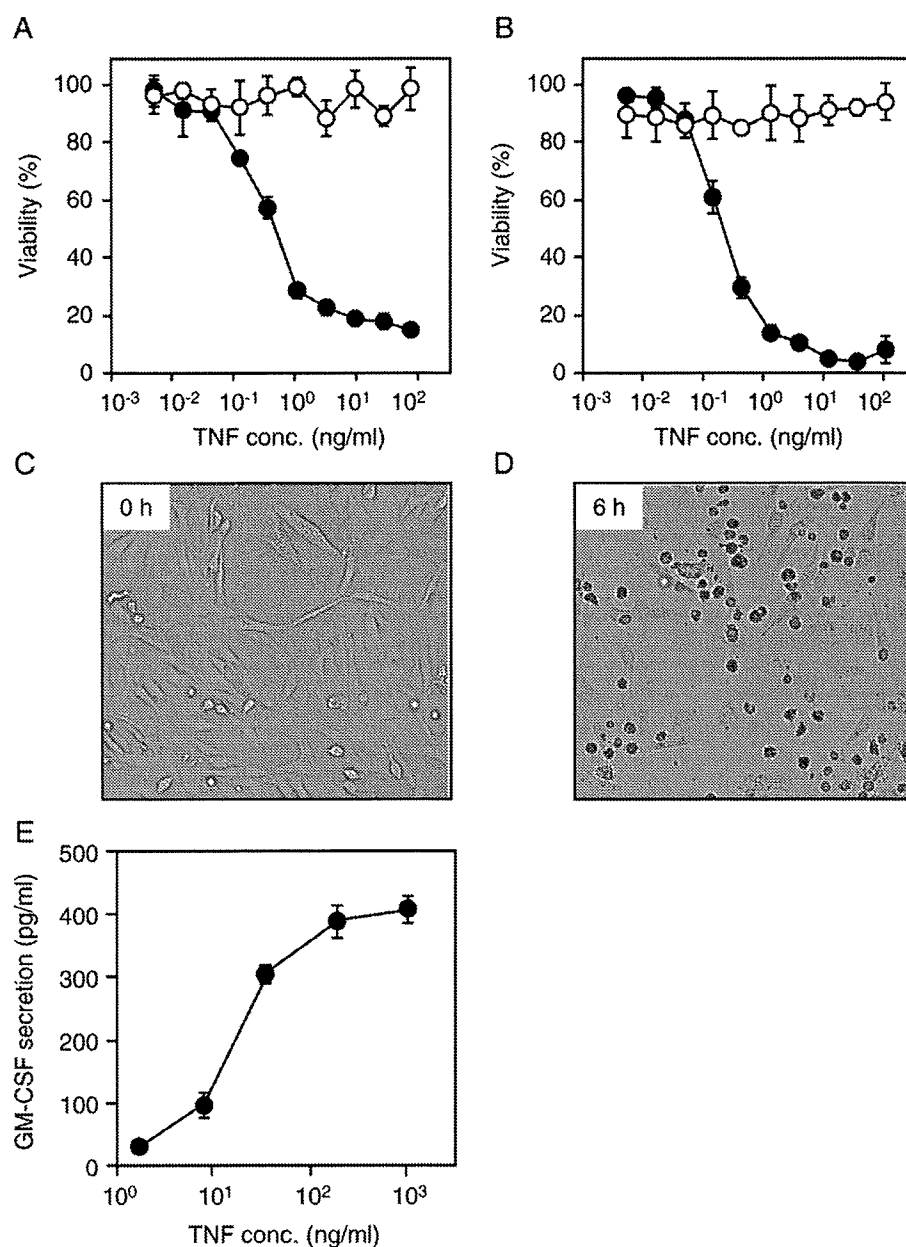 A
100
80
60
40
20
0
Viability (%)
10⁻³ 10⁻² 10⁻¹ 10⁰ 10¹ 10²
TNF conc. (ng/ml)
B
100
80
60
40
20
0
Viability (%)
10⁻³ 10⁻² 10⁻¹ 10⁰ 10¹ 10²
TNF conc. (ng/ml)
C
0 h
D
6 h
E
500
400
300
200
100
0
GM-CSF secretion (pg/ml)
10⁰ 10¹ 10² 10³
TNF conc. (ng/ml)